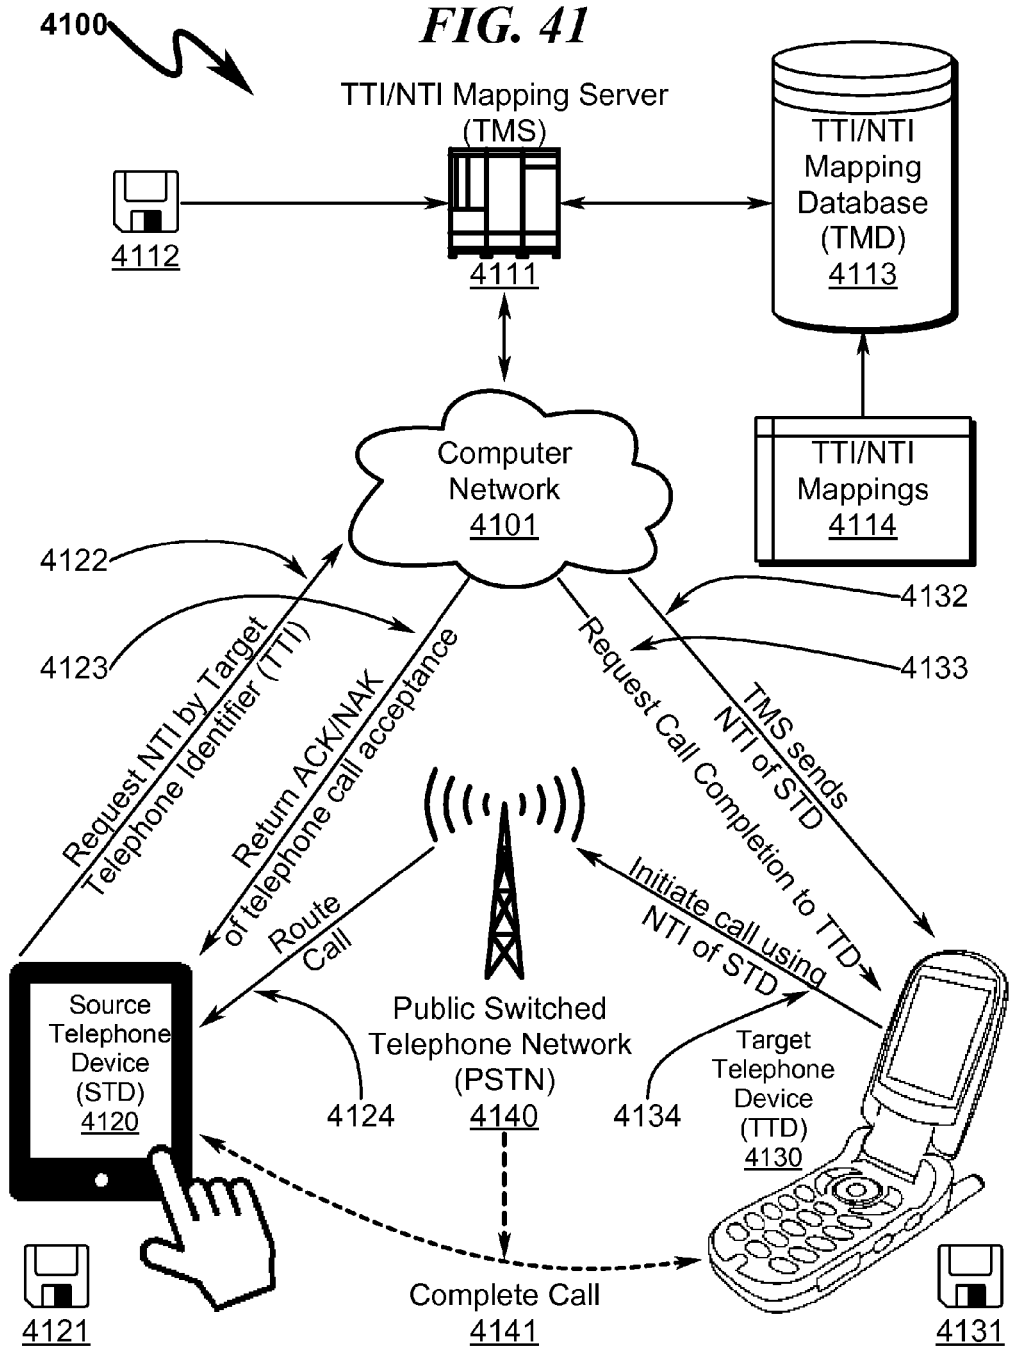 4100
FIG. 41
TTI/NTI Mapping Server
(TMS)
4111
4112
TTI/NTI
Mapping
Database
(TMD)
4113
Computer
Network
4101
TTI/NTI
Mappings
4114
4122
4123
4132
4133
Request NTI by Target
Telephone Identifier (TTI)
Return ACK/NAK
of telephone call acceptance
Request Call Completion to TTD
TMS sends
NTI of STD
Route
Call
Initiate call using
NTI of STD
Source
Telephone
Device
(STD)
4120
4124
Public Switched
Telephone Network
(PSTN)
4140
4134
Target
Telephone
Device
(TTD)
4130
Complete Call
4141
4121
4131